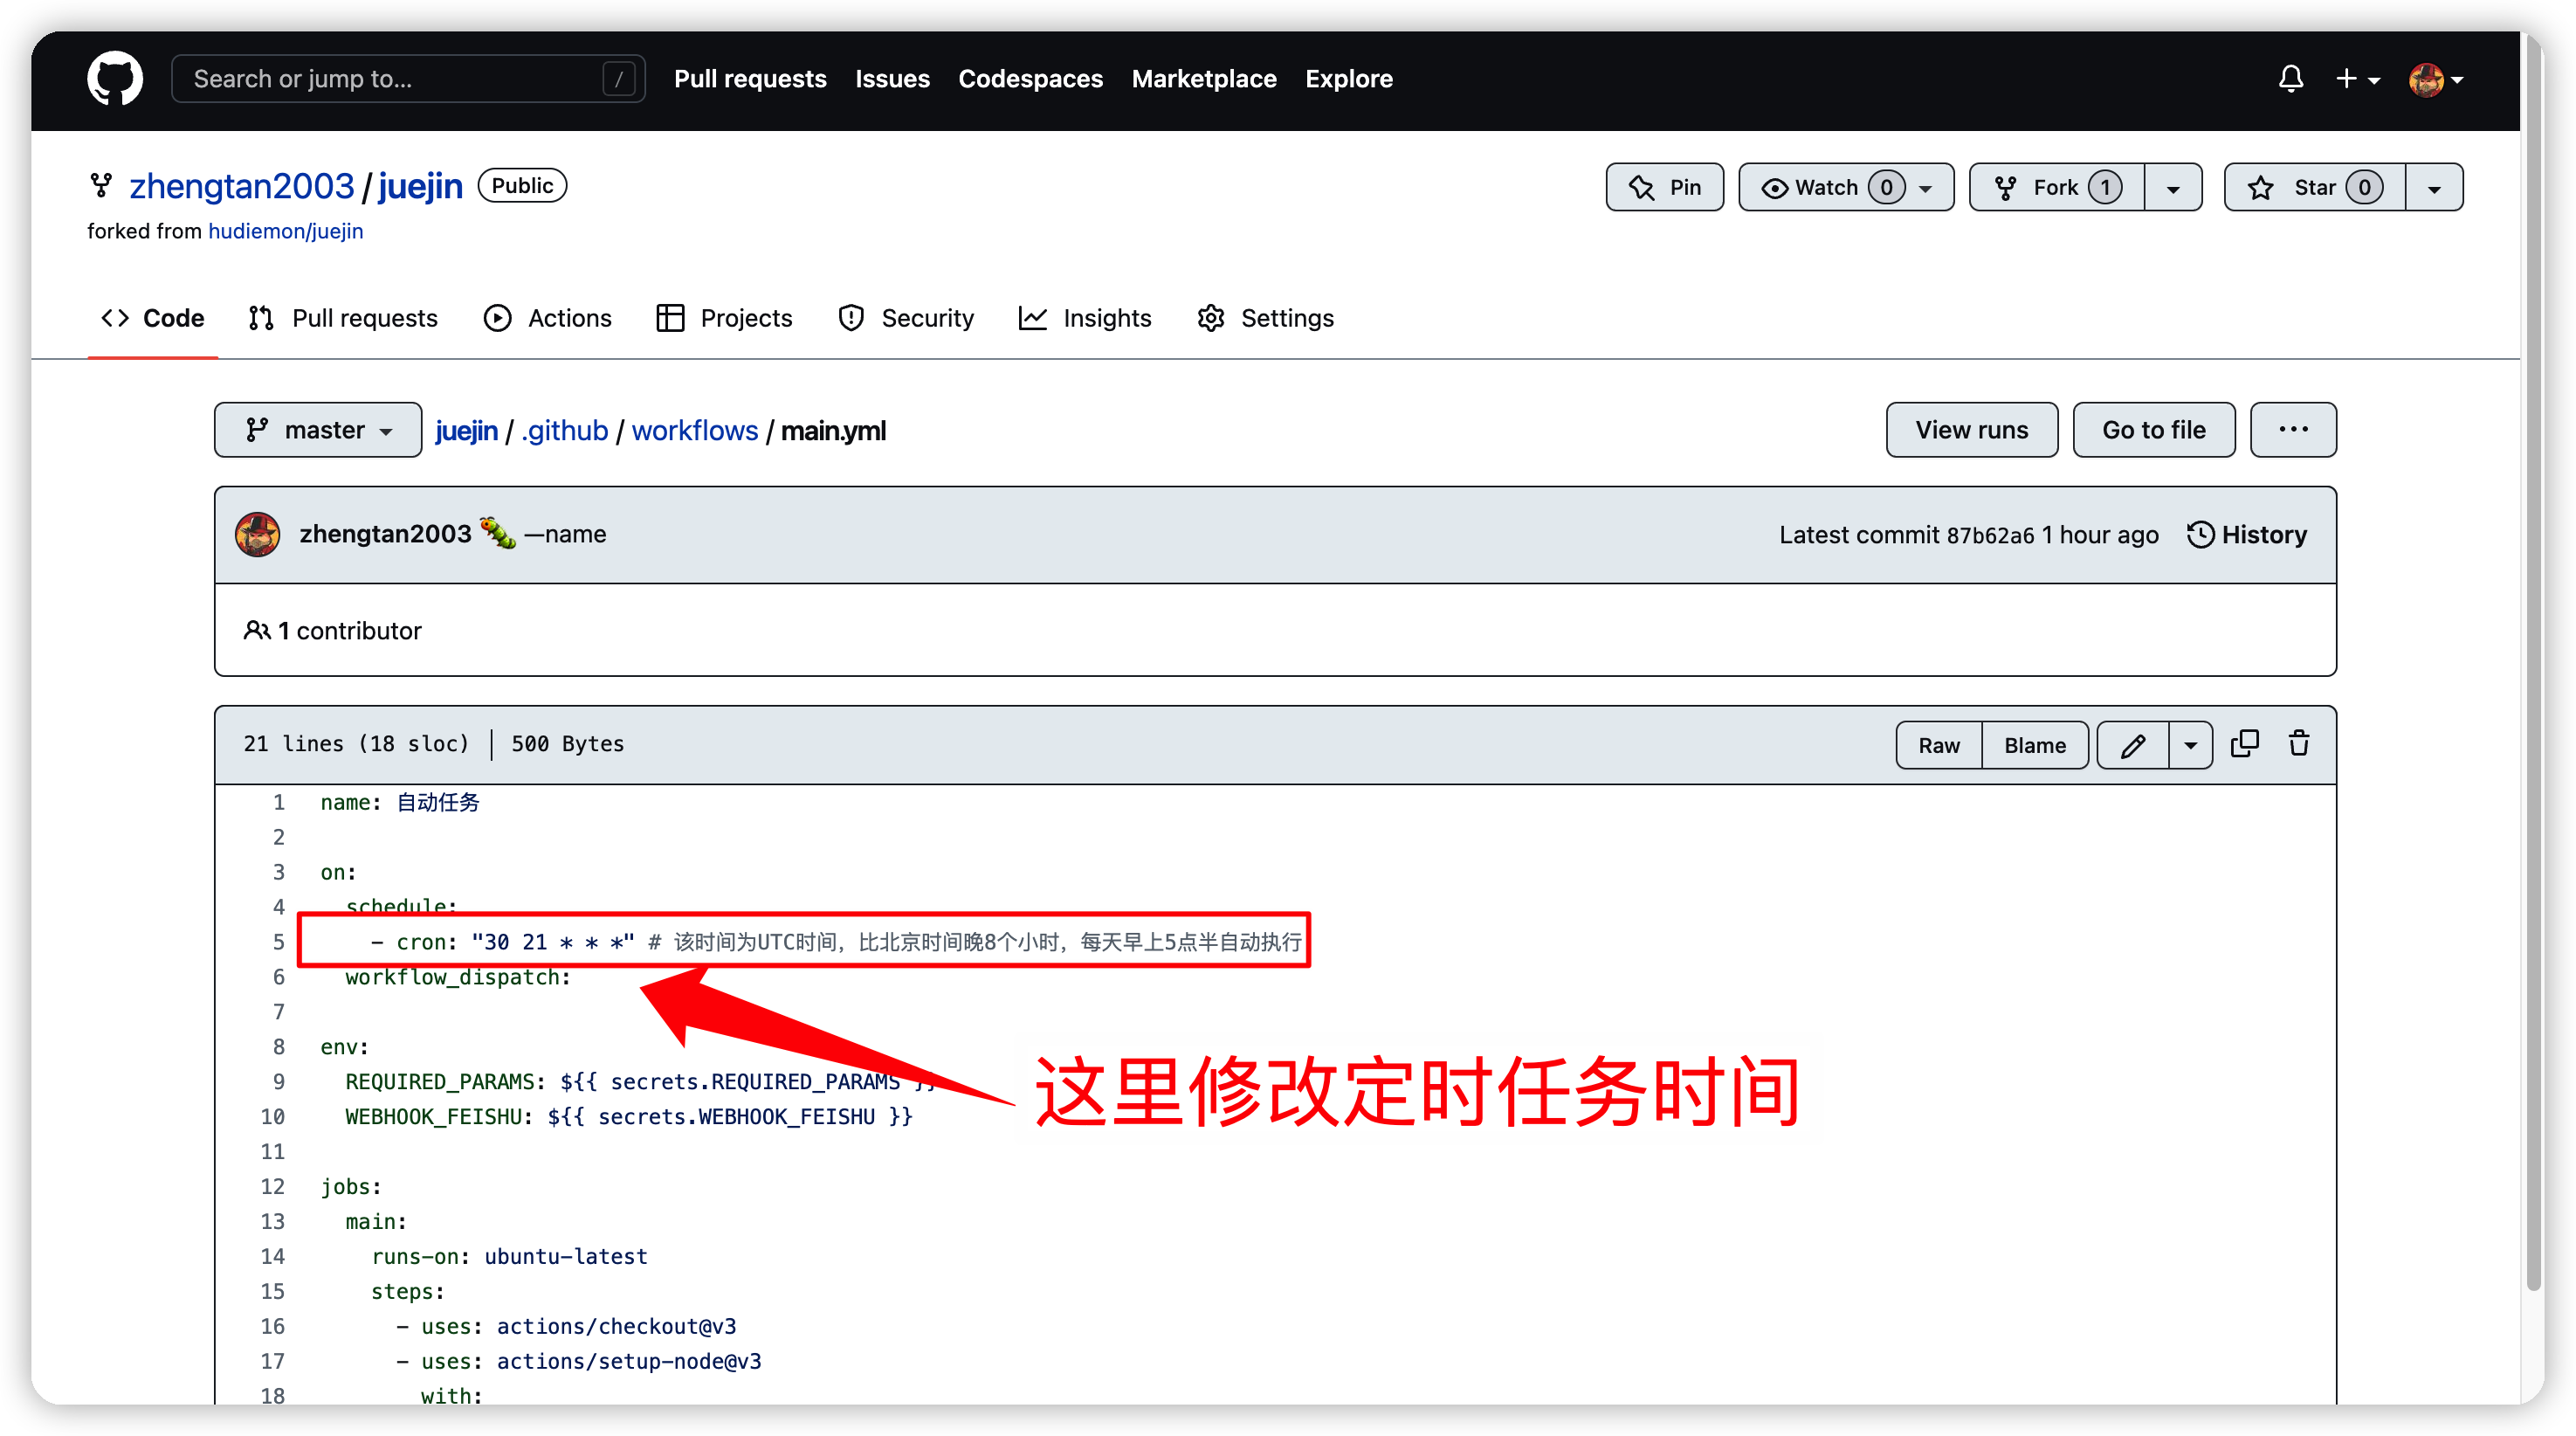 Search or jump to... /
Pull requests Issues Codespaces Marketplace Explore
zhengtan2003/juejin Public
Pin Watch 0 Fork 1 Star 0
forked from hudiemon/juejin
Code Pull requests Actions Projects Security Insights Settings
master juejin / .github / workflows / main.yml View runs Go to file ...
zhengtan2003 🐛 —name Latest commit 87b62a6 1 hour ago History
1 contributor
21 lines (18 sloc) 500 Bytes Raw Blame
1 name: 自动任务
2
3 on:
4 schedule:
5 - cron: "30 21 * * *" # 该时间为UTC时间，比北京时间晚8个小时，每天早上5点半自动执行
6 workflow_dispatch:
7
8 env:
9 REQUIRED_PARAMS: ${{ secrets.REQUIRED_PARAMS }}
10 WEBHOOK_FEISHU: ${{ secrets.WEBHOOK_FEISHU }}
这里修改定时任务时间
11
12 jobs:
13 main:
14 runs-on: ubuntu-latest
15 steps:
16 - uses: actions/checkout@v3
17 - uses: actions/setup-node@v3
18 with: